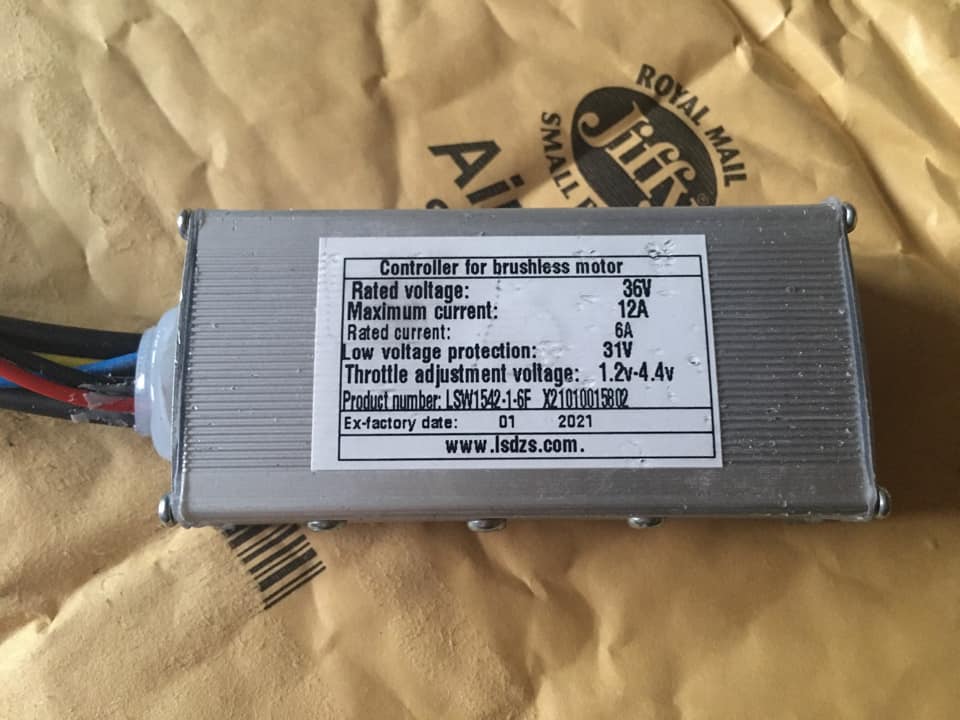 ROYAL MAIL
Jiffy
SMALL
Controller for brushless motor
Rated voltage: 36V
Maximum current: 12A
Rated current: 6A
Low voltage protection: 31V
Throttle adjustment voltage: 1.2v-4.4v
Product number: LSW1542-1-6F X21010015802
Ex-factory date: 01 2021
www.lsdzs.com.